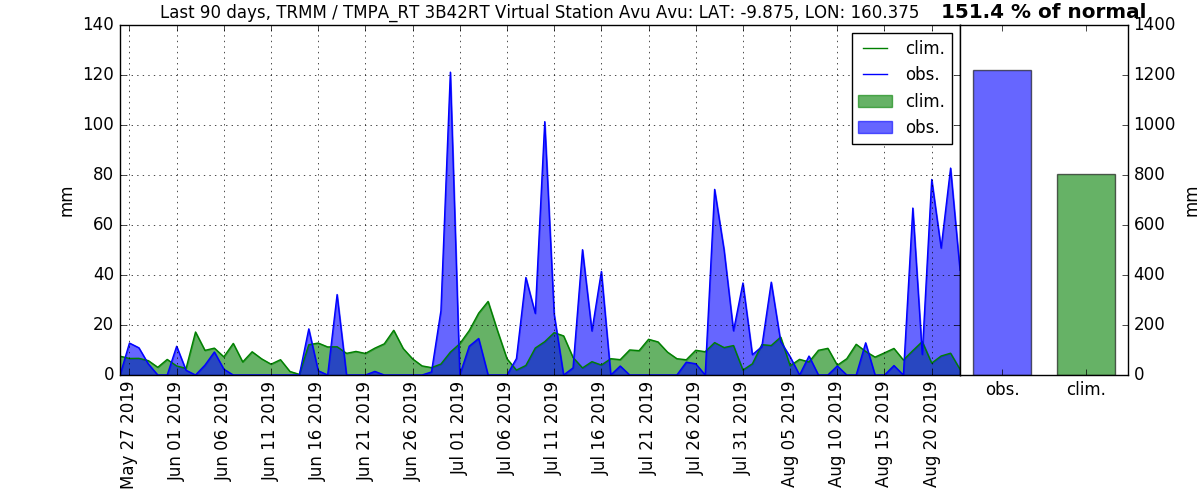 Last 90 days, TRMM / TMPA_RT 3B42RT Virtual Station Avu Avu: LAT: -9.875, LON: 160.375
151.4 % of normal
mm
140
120
100
80
60
40
20
0
clim.
obs.
clim.
obs.
May 27 2019
Jun 01 2019
Jun 06 2019
Jun 11 2019
Jun 16 2019
Jun 21 2019
Jun 26 2019
Jul 01 2019
Jul 06 2019
Jul 11 2019
Jul 16 2019
Jul 21 2019
Jul 26 2019
Jul 31 2019
Aug 05 2019
Aug 10 2019
Aug 15 2019
Aug 20 2019
1400
1200
1000
800
600
400
200
0
mm
obs.
clim.